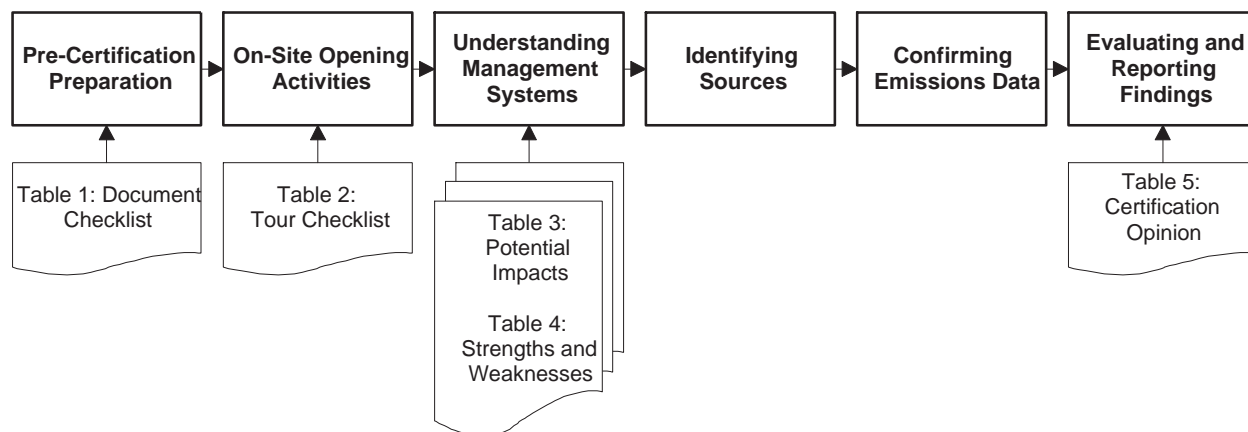 Pre-Certification
Preparation
On-Site Opening
Activities
Understanding
Management
Systems
Identifying
Sources
Confirming
Emissions Data
Evaluating and
Reporting
Findings
Table 1: Document
Checklist
Table 2:
Tour Checklist
Table 3:
Potential
Impacts
Table 4:
Strengths and
Weaknesses
Table 5:
Certification
Opinion